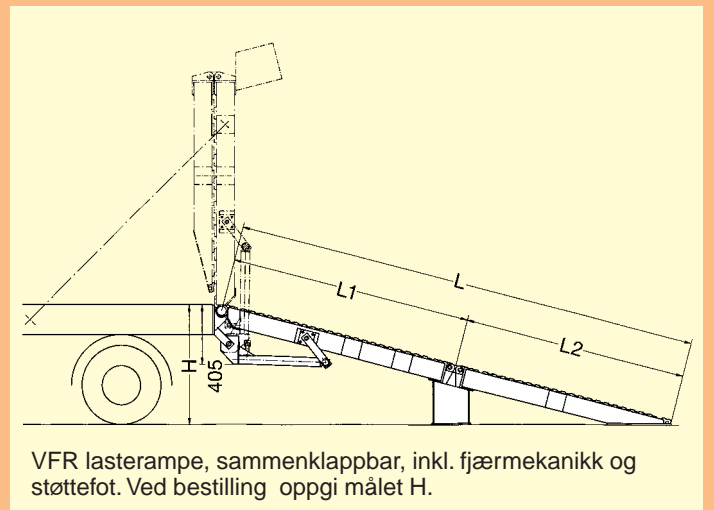 L
L1
L2
H
405
VFR lasterampe, sammenklappbar, inkl. fjærmekanikk og
støttefot. Ved bestilling  oppgi målet H.